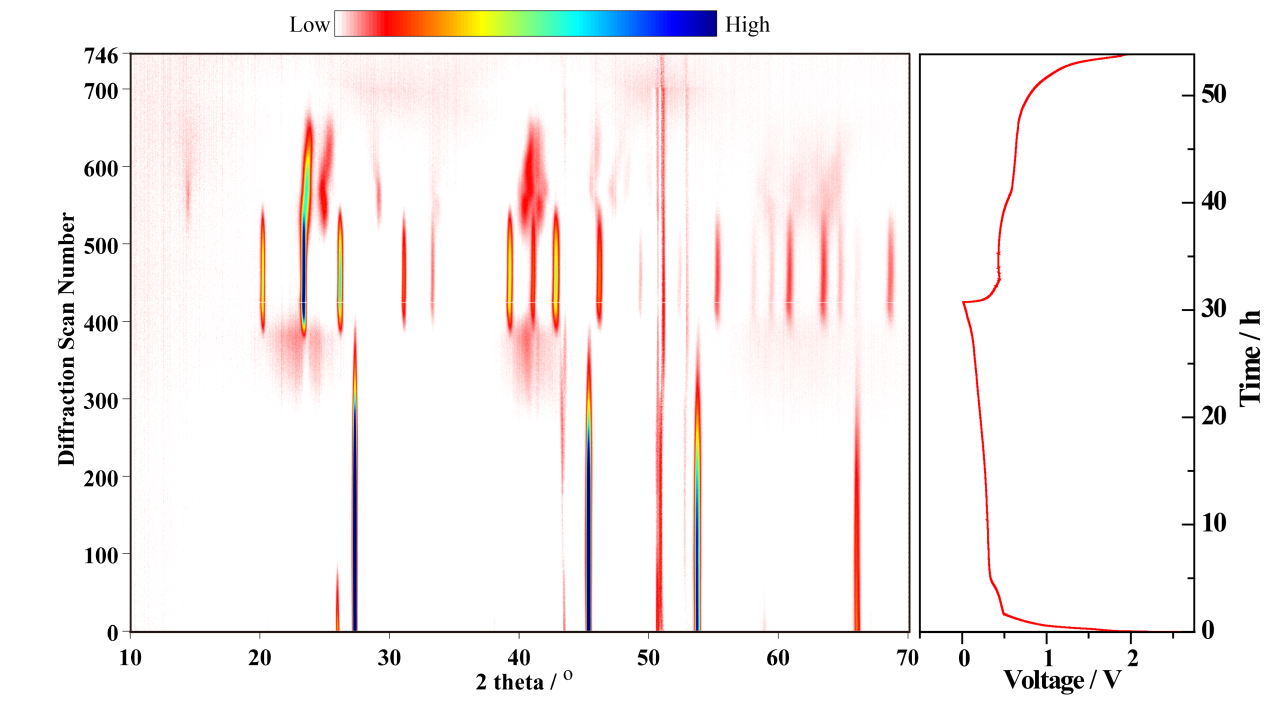 Low High
746
700
600
500
400
300
200
100
0
Diffraction Scan Number
10 20 30 40 50 60 70
2 theta / O
50
40
30
20
10
0
Time / h
0 1 2
Voltage / V